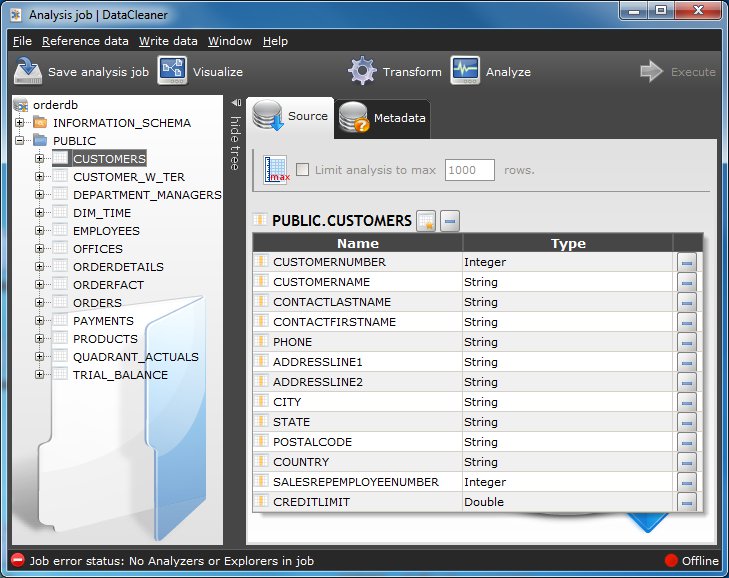 Analysis job | DataCleaner
File Reference data Write data Window Help
Save analysis job Visualize Transform Analyze Execute
orderdb
INFORMATION_SCHEMA
PUBLIC
CUSTOMERS
CUSTOMER_W_TER
DEPARTMENT_MANAGERS
DIM_TIME
EMPLOYEES
OFFICES
ORDERDETAILS
ORDERFACT
ORDERS
PAYMENTS
PRODUCTS
QUADRANT_ACTUALS
TRIAL_BALANCE
hide tree
Source Metadata
max Limit analysis to max 1000 rows.
PUBLIC.CUSTOMERS
Name Type
CUSTOMERNUMBER Integer
CUSTOMERNAME String
CONTACTLASTNAME String
CONTACTFIRSTNAME String
PHONE String
ADDRESSLINE1 String
ADDRESSLINE2 String
CITY String
STATE String
POSTALCODE String
COUNTRY String
SALESREPEMPLOYEENUMBER Integer
CREDITLIMIT Double
Job error status: No Analyzers or Explorers in job Offline